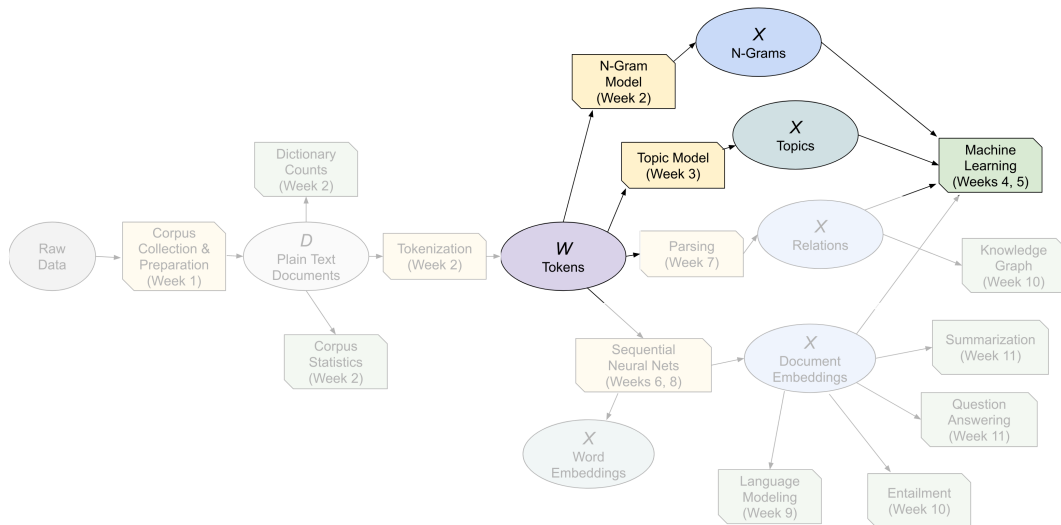 X
N-Grams
N-Gram
Model
(Week 2)
X
Topics
Topic Model
(Week 3)
Machine
Learning
(Weeks 4, 5)
Dictionary
Counts
(Week 2)
Raw
Data
Corpus
Collection &
Preparation
(Week 1)
D
Plain Text
Documents
Tokenization
(Week 2)
W
Tokens
Parsing
(Week 7)
X
Relations
Knowledge
Graph
(Week 10)
Corpus
Statistics
(Week 2)
Sequential
Neural Nets
(Weeks 6, 8)
X
Document
Embeddings
Summarization
(Week 11)
Question
Answering
(Week 11)
X
Word
Embeddings
Language
Modeling
(Week 9)
Entailment
(Week 10)